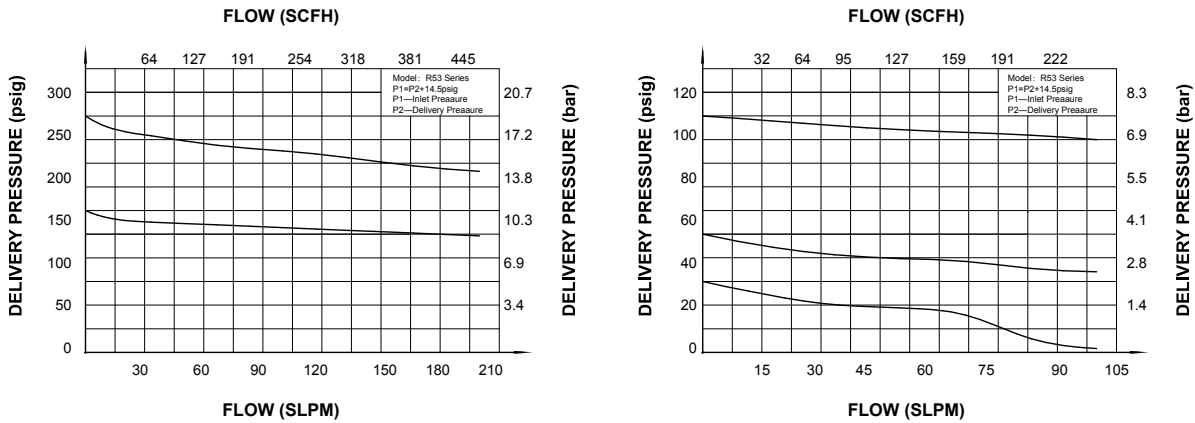 FLOW (SCFH)
64 127 191 254 318 381 445
DELIVERY PRESSURE (psig)
300
250
200
150
100
50
0
Model: R53 Series
P1=P2+14.5psig
P1—Inlet Preaaure
P2—Delivery Preaaure
20.7
17.2
13.8
10.3
6.9
3.4
DELIVERY PRESSURE (bar)
30 60 90 120 150 180 210
FLOW (SLPM)
FLOW (SCFH)
32 64 95 127 159 191 222
DELIVERY PRESSURE (psig)
120
100
80
60
40
20
0
Model: R53 Series
P1=P2+14.5psig
P1—Inlet Preaaure
P2—Delivery Preaaure
8.3
6.9
5.5
4.1
2.8
1.4
DELIVERY PRESSURE (bar)
15 30 45 60 75 90 105
FLOW (SLPM)